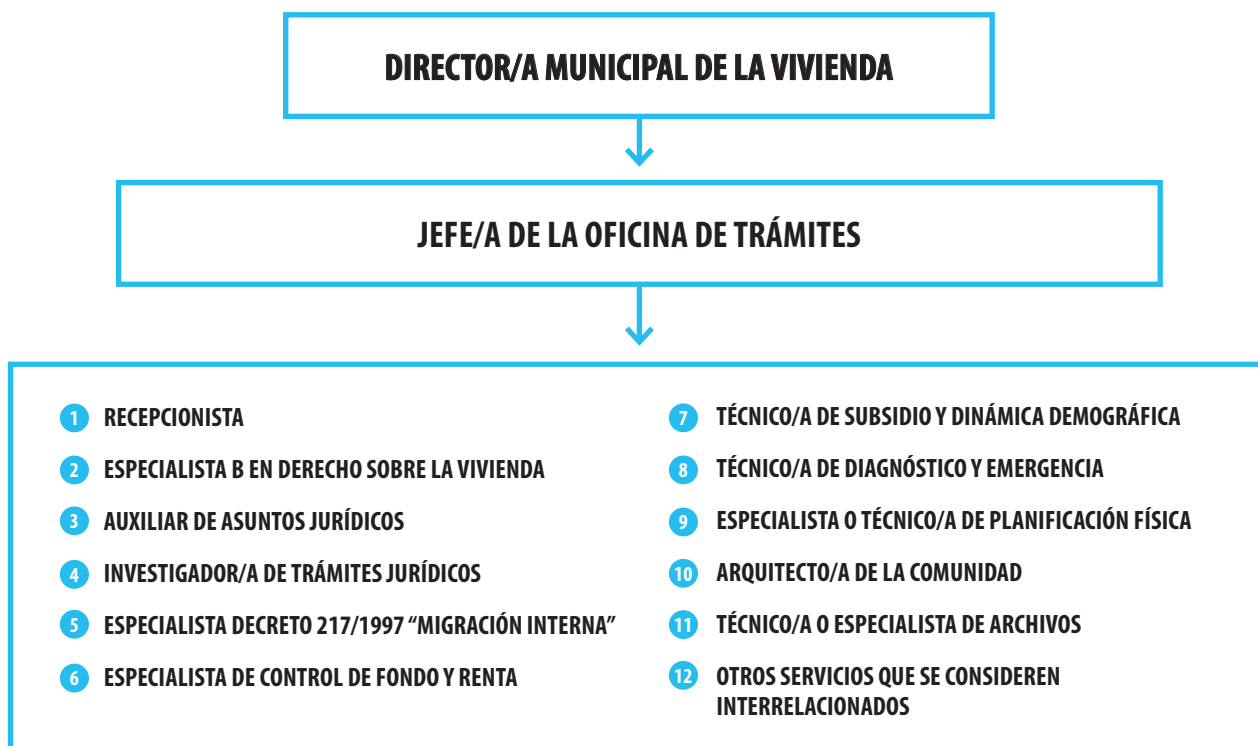 DIRECTOR/A MUNICIPAL DE LA VIVIENDA
JEFE/A DE LA OFICINA DE TRÁMITES
1 RECEPCIONISTA
2 ESPECIALISTA B EN DERECHO SOBRE LA VIVIENDA
3 AUXILIAR DE ASUNTOS JURÍDICOS
4 INVESTIGADOR/A DE TRÁMITES JURÍDICOS
5 ESPECIALISTA DECRETO 217/1997 “MIGRACIÓN INTERNA”
6 ESPECIALISTA DE CONTROL DE FONDO Y RENTA
7 TÉCNICO/A DE SUBSIDIO Y DINÁMICA DEMOGRÁFICA
8 TÉCNICO/A DE DIAGNÓSTICO Y EMERGENCIA
9 ESPECIALISTA O TÉCNICO/A DE PLANIFICACIÓN FÍSICA
10 ARQUITECTO/A DE LA COMUNIDAD
11 TÉCNICO/A O ESPECIALISTA DE ARCHIVOS
12 OTROS SERVICIOS QUE SE CONSIDEREN
INTERRELACIONADOS